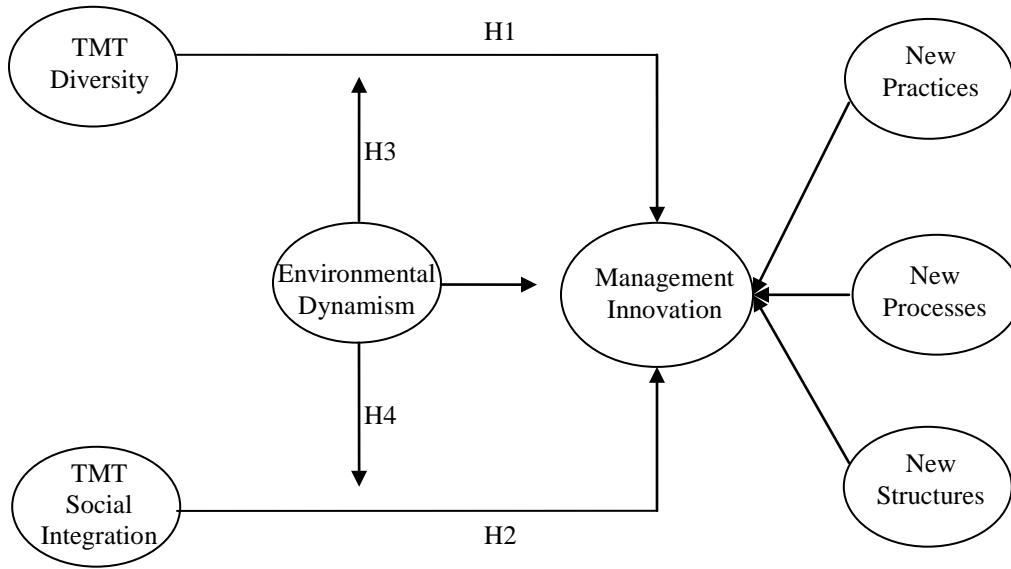 TMT
Diversity
H1
New
Practices
H3
Environmental
Dynamism
Management
Innovation
New
Processes
H4
TMT
Social
Integration
H2
New
Structures